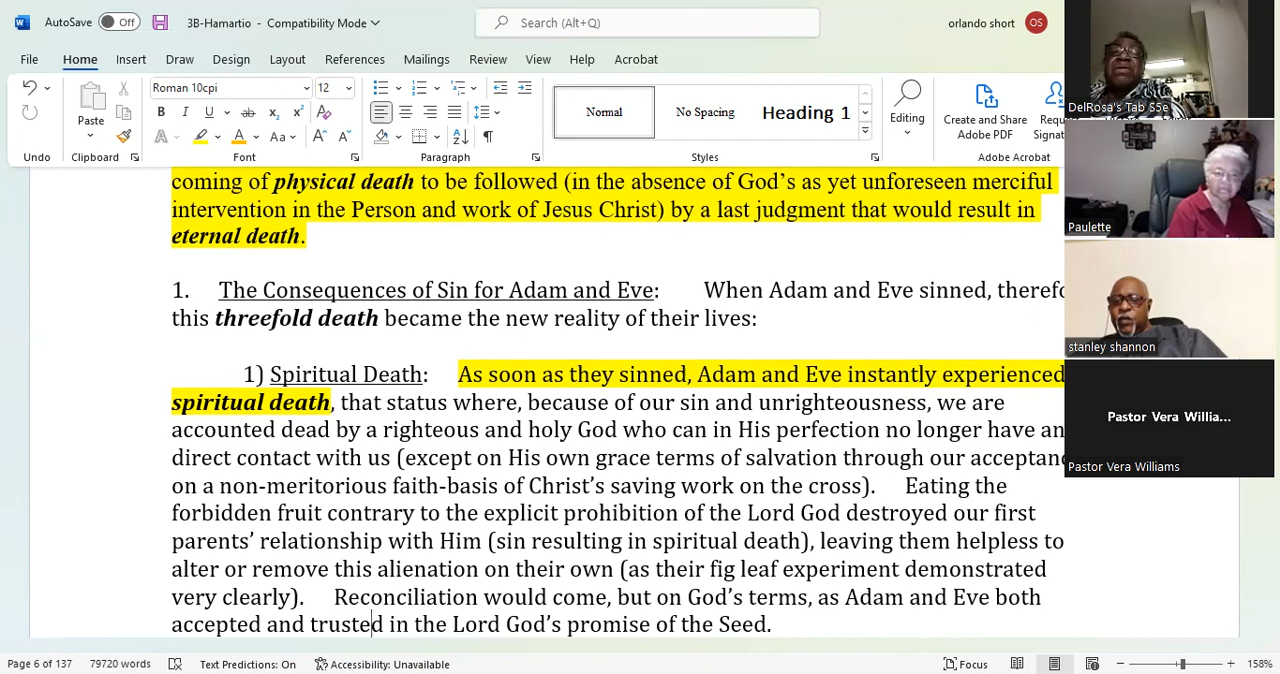 AutoSave Off 3B-Hamartio - Compatibility Mode Search (Alt+Q) orlando short OS
File Home Insert Draw Design Layout References Mailings Review View Help Acrobat
Roman 10cpi 12
Paste
B I U ab x₂ x² A
A A Aa A A
Normal No Spacing Heading 1
Editing
Create and Share Adobe PDF
Requ Signat
Undo Clipboard Font Paragraph Styles Adobe Acrobat
DelRosa's Tab S5e
Paulette
stanley shannon
Pastor Vera Willia...
Pastor Vera Williams
coming of physical death to be followed (in the absence of God's as yet unforeseen merciful
intervention in the Person and work of Jesus Christ) by a last judgment that would result in
eternal death.
1. The Consequences of Sin for Adam and Eve: When Adam and Eve sinned, therefo
this threefold death became the new reality of their lives:
1) Spiritual Death: As soon as they sinned, Adam and Eve instantly experienced
spiritual death, that status where, because of our sin and unrighteousness, we are
accounted dead by a righteous and holy God who can in His perfection no longer have an
direct contact with us (except on His own grace terms of salvation through our acceptanc
on a non-meritorious faith-basis of Christ's saving work on the cross). Eating the
forbidden fruit contrary to the explicit prohibition of the Lord God destroyed our first
parents' relationship with Him (sin resulting in spiritual death), leaving them helpless to
alter or remove this alienation on their own (as their fig leaf experiment demonstrated
very clearly). Reconciliation would come, but on God's terms, as Adam and Eve both
accepted and trusted in the Lord God's promise of the Seed.
Page 6 of 137 79720 words Text Predictions: On Accessibility: Unavailable Focus 158%